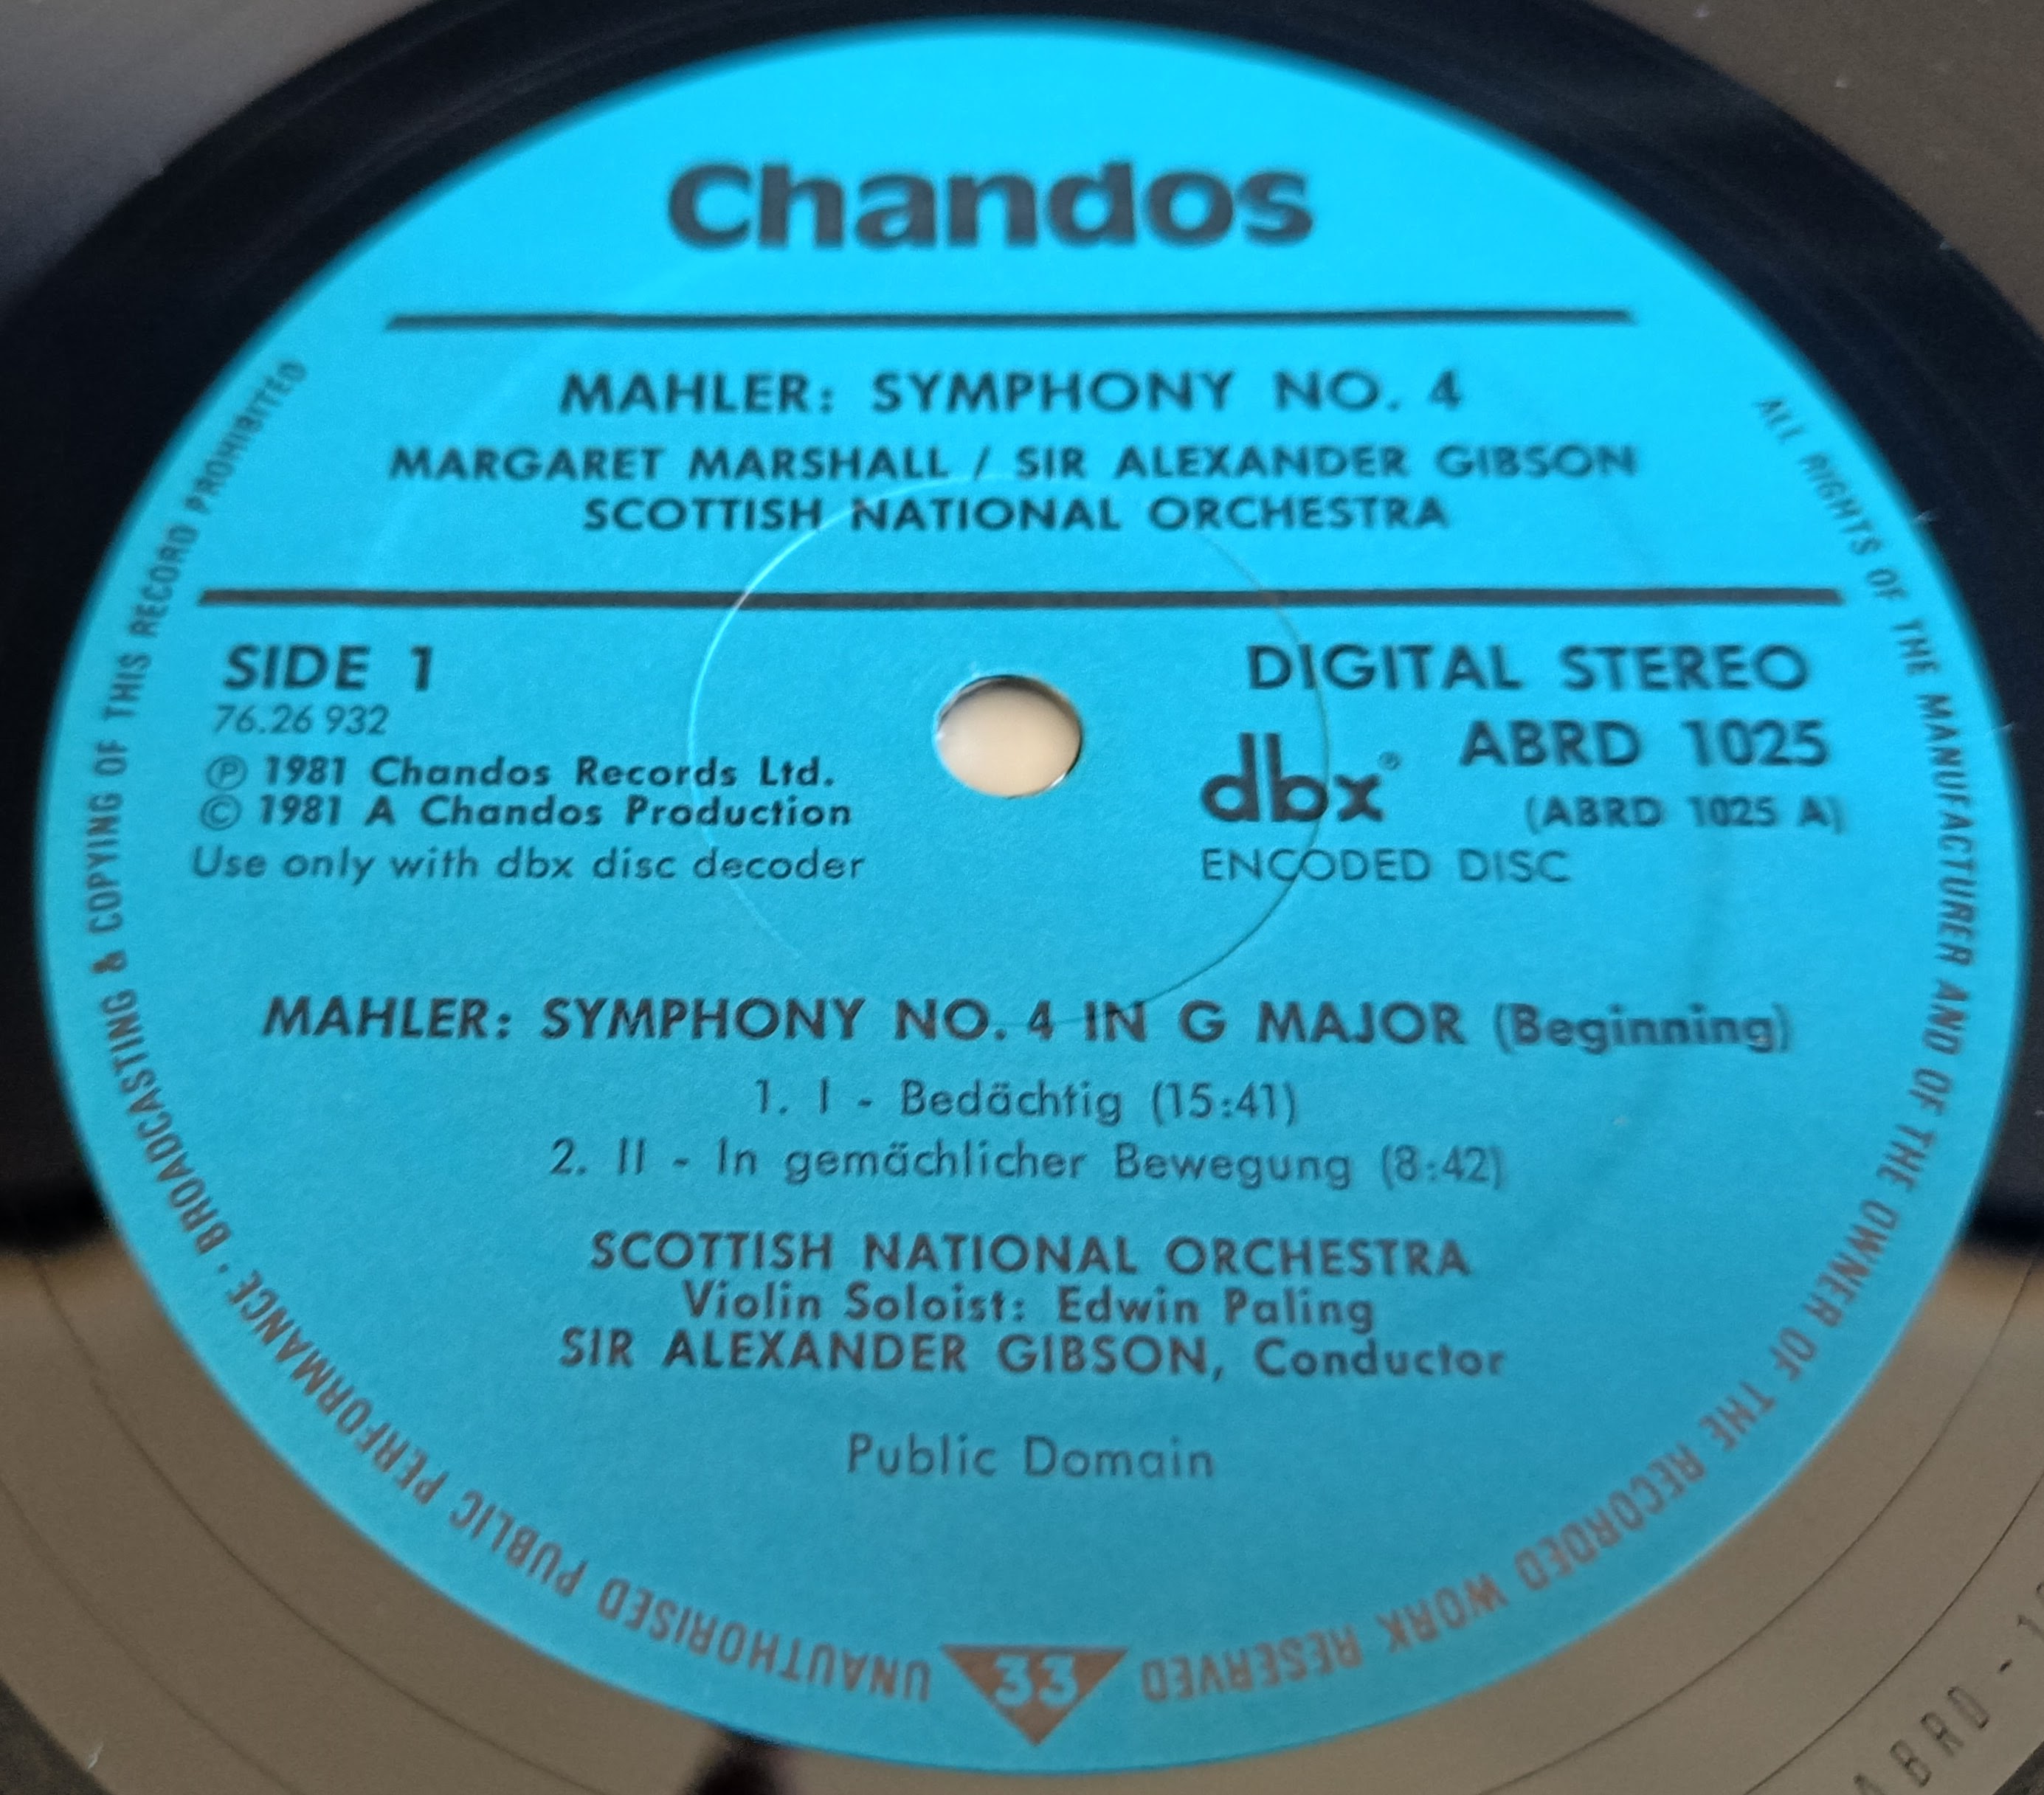 Chandos
MAHLER: SYMPHONY NO. 4
MARGARET MARSHALL / SIR ALEXANDER GIBSON
SCOTTISH NATIONAL ORCHESTRA
SIDE 1
76.26 932
Ⓟ 1981 Chandos Records Ltd.
© 1981 A Chandos Production
Use only with dbx disc decoder
DIGITAL STEREO
dbx® ABRD 1025
(ABRD 1025 A)
ENCODED DISC
MAHLER: SYMPHONY NO. 4 IN G MAJOR (Beginning)
1. I - Bedächtig (15:41)
2. II - In gemächlicher Bewegung (8:42)
SCOTTISH NATIONAL ORCHESTRA
Violin Soloist: Edwin Paling
SIR ALEXANDER GIBSON, Conductor
Public Domain
33
ALL RIGHTS OF THE MANUFACTURER AND OF THE OWNER OF THE RECORDED WORK RESERVED
UNAUTHORISED PUBLIC PERFORMANCE · BROADCASTING & COPYING OF THIS RECORD PROHIBITED
ABRD-